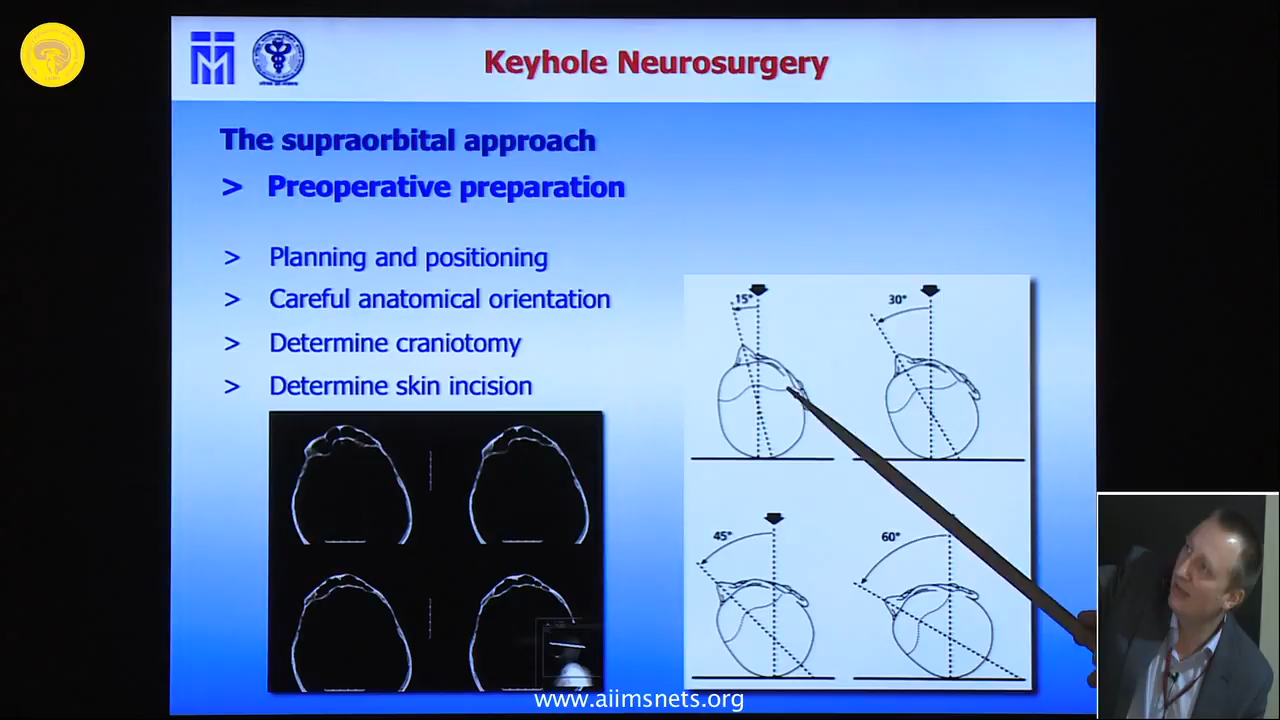 Keyhole Neurosurgery
The supraorbital approach
> Preoperative preparation
> Planning and positioning
> Careful anatomical orientation
> Determine craniotomy
> Determine skin incision
15°
30°
45°
60°
www.aiimsnets.org